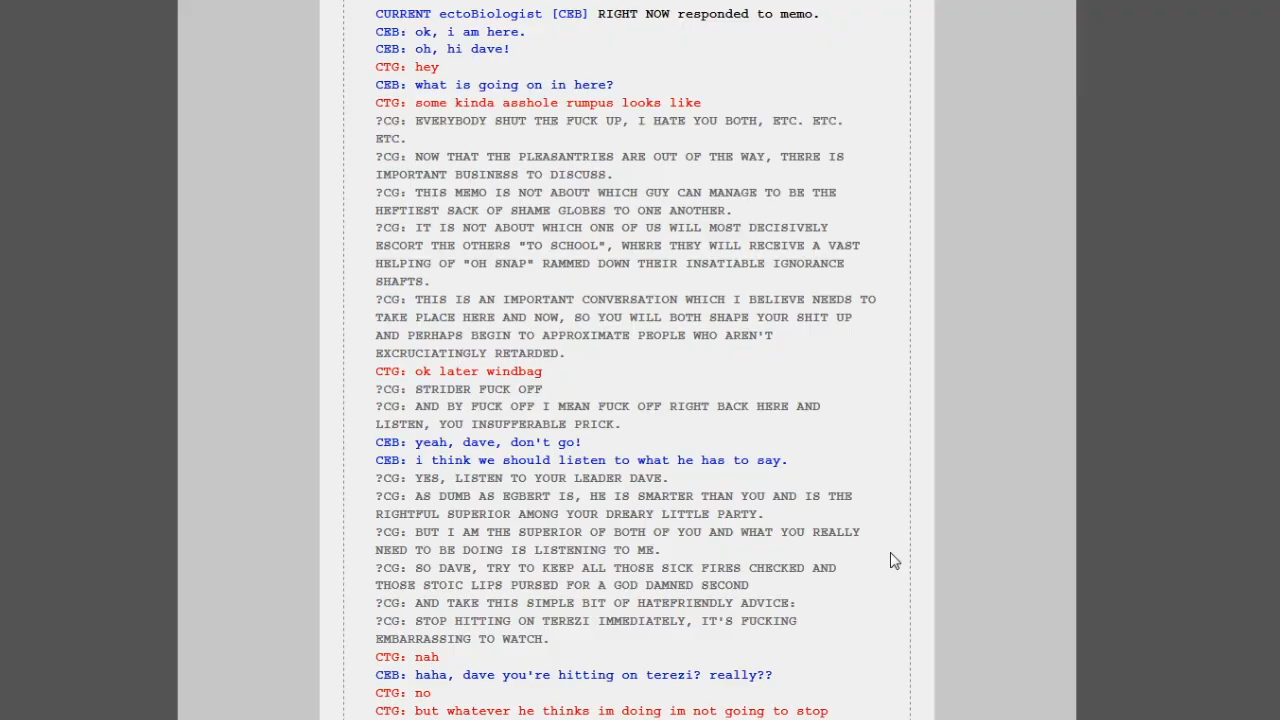 CURRENT ectoBiologist [CEB] RIGHT NOW responded to memo.
CEB: ok, i am here.
CEB: oh, hi dave!
CTG: hey
CEB: what is going on in here?
CTG: some kinda asshole rumpus looks like
?CG: EVERYBODY SHUT THE FUCK UP, I HATE YOU BOTH, ETC. ETC.
ETC.
?CG: NOW THAT THE PLEASANTRIES ARE OUT OF THE WAY, THERE IS
IMPORTANT BUSINESS TO DISCUSS.
?CG: THIS MEMO IS NOT ABOUT WHICH GUY CAN MANAGE TO BE THE
HEFTIEST SACK OF SHAME GLOBES TO ONE ANOTHER.
?CG: IT IS NOT ABOUT WHICH ONE OF US WILL MOST DECISIVELY
ESCORT THE OTHERS "TO SCHOOL", WHERE THEY WILL RECEIVE A VAST
HELPING OF "OH SNAP" RAMMED DOWN THEIR INSATIABLE IGNORANCE
SHAFTS.
?CG: THIS IS AN IMPORTANT CONVERSATION WHICH I BELIEVE NEEDS TO
TAKE PLACE HERE AND NOW, SO YOU WILL BOTH SHAPE YOUR SHIT UP
AND PERHAPS BEGIN TO APPROXIMATE PEOPLE WHO AREN'T
EXCRUCIATINGLY RETARDED.
CTG: ok later windbag
?CG: STRIDER FUCK OFF
?CG: AND BY FUCK OFF I MEAN FUCK OFF RIGHT BACK HERE AND
LISTEN, YOU INSUFFERABLE PRICK.
CEB: yeah, dave, don't go!
CEB: i think we should listen to what he has to say.
?CG: YES, LISTEN TO YOUR LEADER DAVE.
?CG: AS DUMB AS EGBERT IS, HE IS SMARTER THAN YOU AND IS THE
RIGHTFUL SUPERIOR AMONG YOUR DREARY LITTLE PARTY.
?CG: BUT I AM THE SUPERIOR OF BOTH OF YOU AND WHAT YOU REALLY
NEED TO BE DOING IS LISTENING TO ME.
?CG: SO DAVE, TRY TO KEEP ALL THOSE SICK FIRES CHECKED AND
THOSE STOIC LIPS PURSED FOR A GOD DAMNED SECOND
?CG: AND TAKE THIS SIMPLE BIT OF HATEFRIENDLY ADVICE:
?CG: STOP HITTING ON TEREZI IMMEDIATELY, IT'S FUCKING
EMBARRASSING TO WATCH.
CTG: nah
CEB: haha, dave you're hitting on terezi? really??
CTG: no
CTG: but whatever he thinks im doing im not going to stop